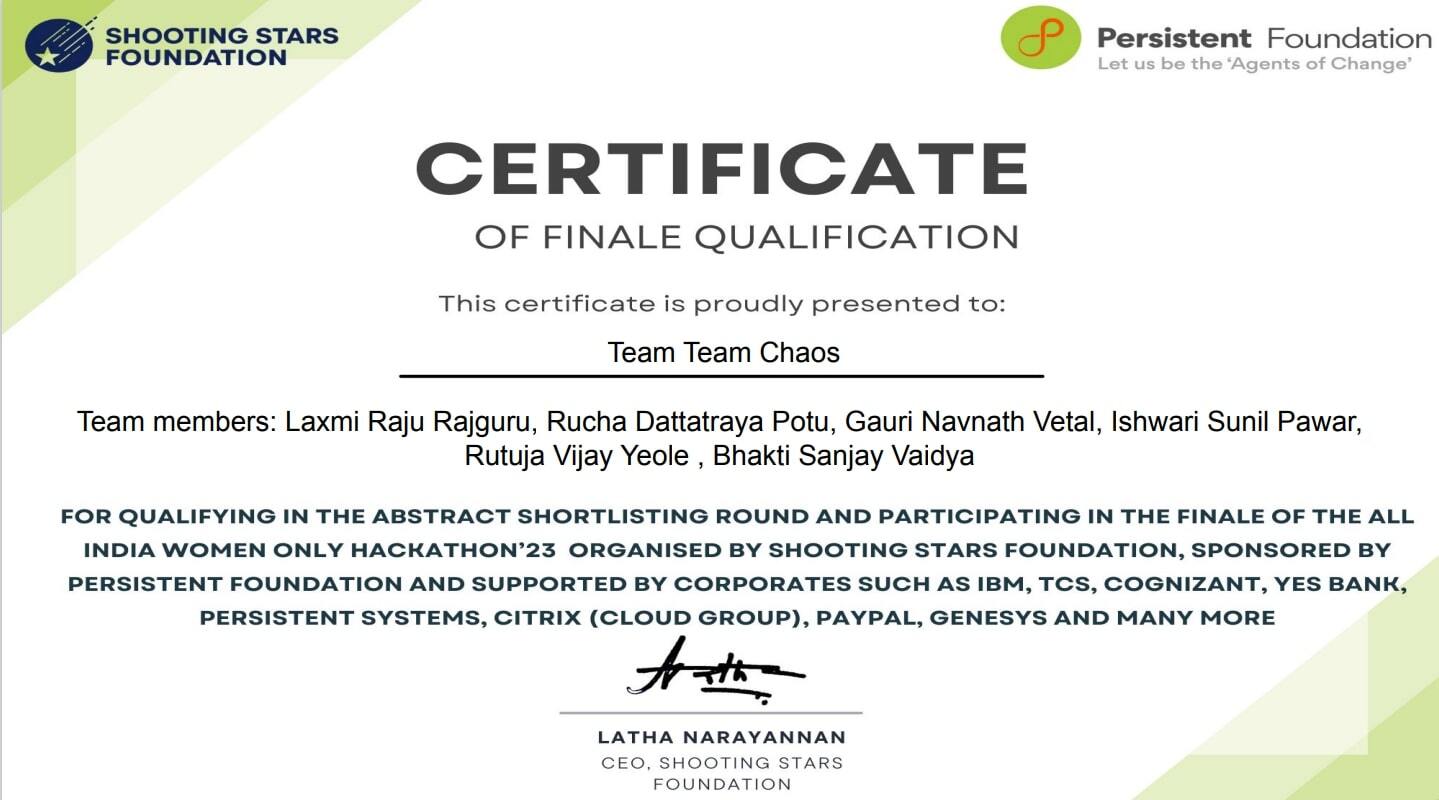 SHOOTING STARS
FOUNDATION
Persistent Foundation
Let us be the ‘Agents of Change’
CERTIFICATE
OF FINALE QUALIFICATION
This certificate is proudly presented to:
Team Team Chaos
Team members: Laxmi Raju Rajguru, Rucha Dattatraya Potu, Gauri Navnath Vetal, Ishwari Sunil Pawar,
Rutuja Vijay Yeole , Bhakti Sanjay Vaidya
FOR QUALIFYING IN THE ABSTRACT SHORTLISTING ROUND AND PARTICIPATING IN THE FINALE OF THE ALL
INDIA WOMEN ONLY HACKATHON’23 ORGANISED BY SHOOTING STARS FOUNDATION, SPONSORED BY
PERSISTENT FOUNDATION AND SUPPORTED BY CORPORATES SUCH AS IBM, TCS, COGNIZANT, YES BANK,
PERSISTENT SYSTEMS, CITRIX (CLOUD GROUP), PAYPAL, GENESYS AND MANY MORE
LATHA NARAYANNAN
CEO, SHOOTING STARS
FOUNDATION